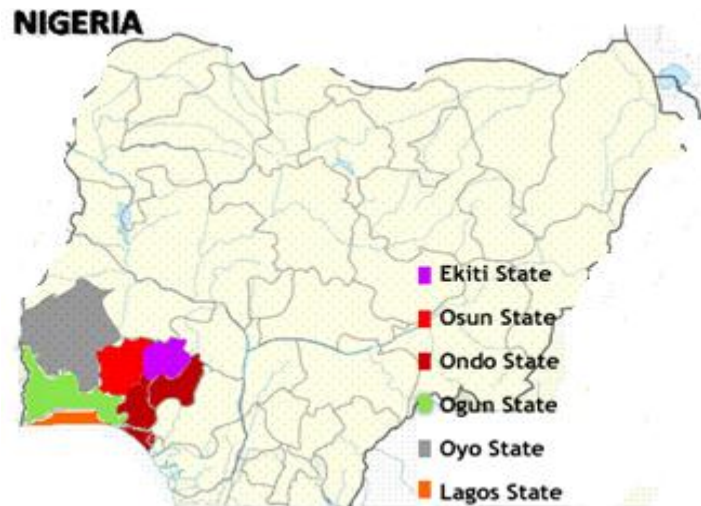 NIGERIA
Ekiti State
Osun State
Ondo State
Ogun State
Oyo State
Lagos State